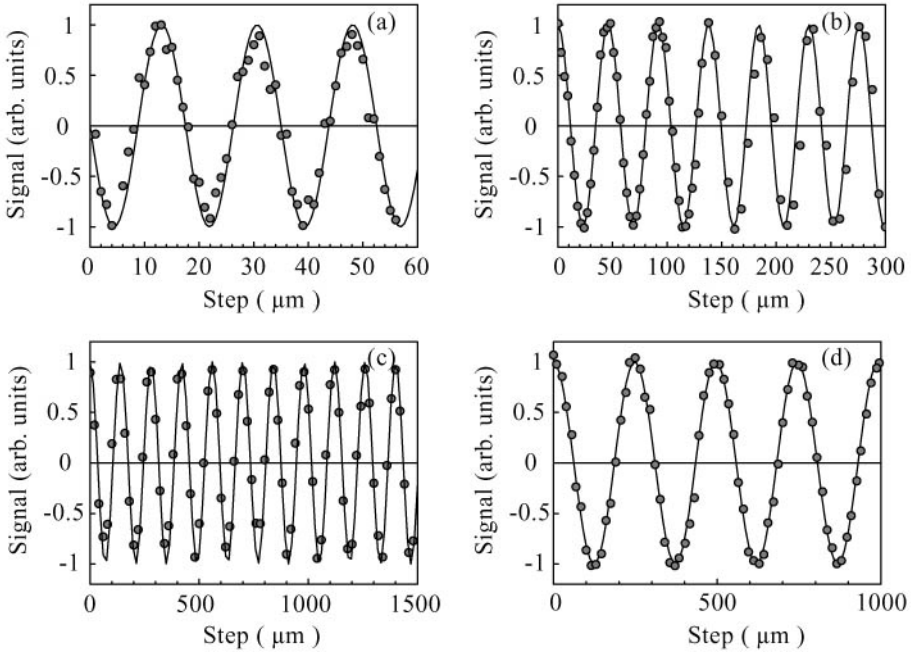 (a)
Signal (arb. units)
1
0.5
0
-0.5
-1
0 10 20 30 40 50 60
Step ( µm )
(b)
Signal (arb. units)
1
0.5
0
-0.5
-1
0 50 100 150 200 250 300
Step ( µm )
(c)
Signal (arb. units)
1
0.5
0
-0.5
-1
0 500 1000 1500
Step ( µm )
(d)
Signal (arb. units)
1
0.5
0
-0.5
-1
0 500 1000
Step ( µm )